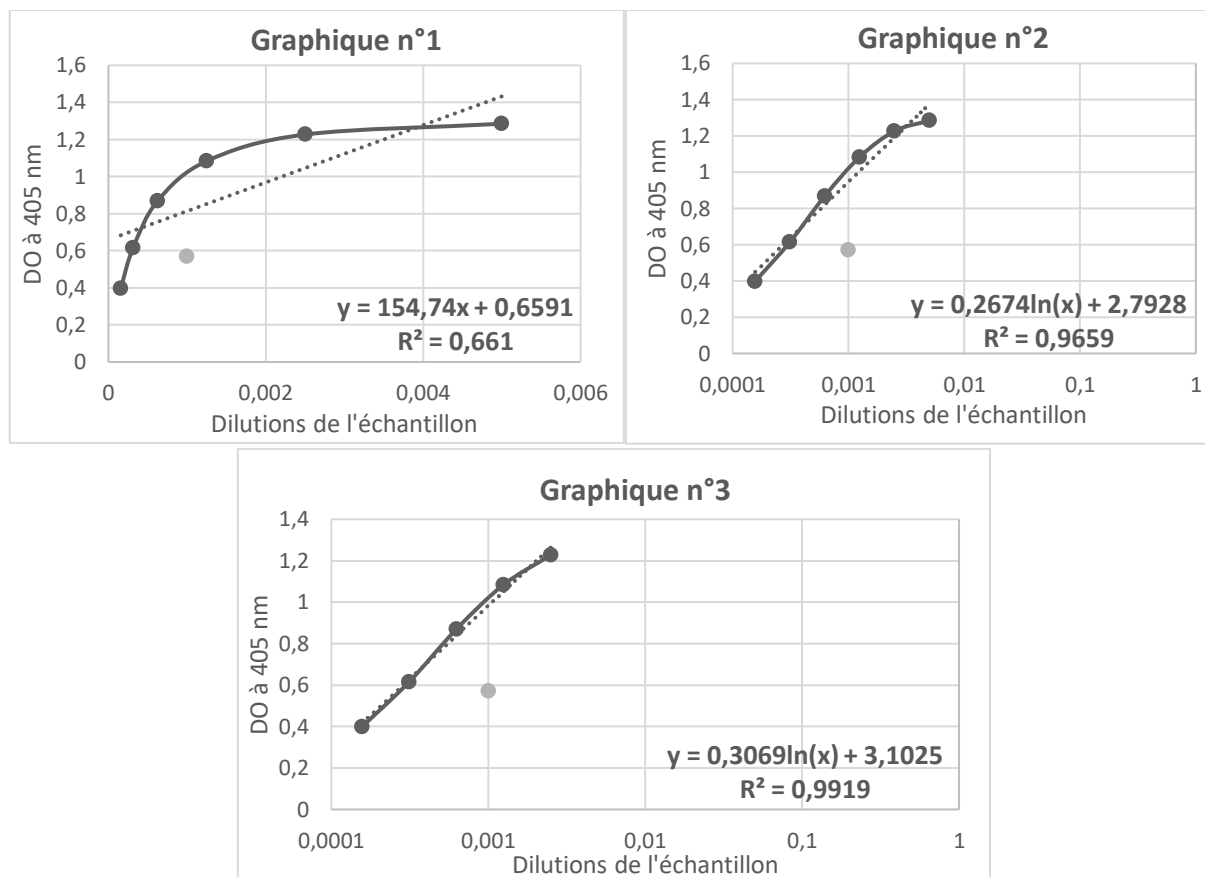 Graphique n°1
1,6
1,4
1,2
1
0,8
0,6
0,4
0,2
0
DO à 405 nm
y = 154,74x + 0,6591
R² = 0,661
0 0,002 0,004 0,006
Dilutions de l'échantillon
Graphique n°2
1,6
1,4
1,2
1
0,8
0,6
0,4
0,2
0
DO à 405 nm
y = 0,2674ln(x) + 2,7928
R² = 0,9659
0,0001 0,001 0,01 0,1 1
Dilutions de l'échantillon
Graphique n°3
1,4
1,2
1
0,8
0,6
0,4
0,2
0
DO à 405 nm
y = 0,3069ln(x) + 3,1025
R² = 0,9919
0,0001 0,001 0,01 0,1 1
Dilutions de l'échantillon